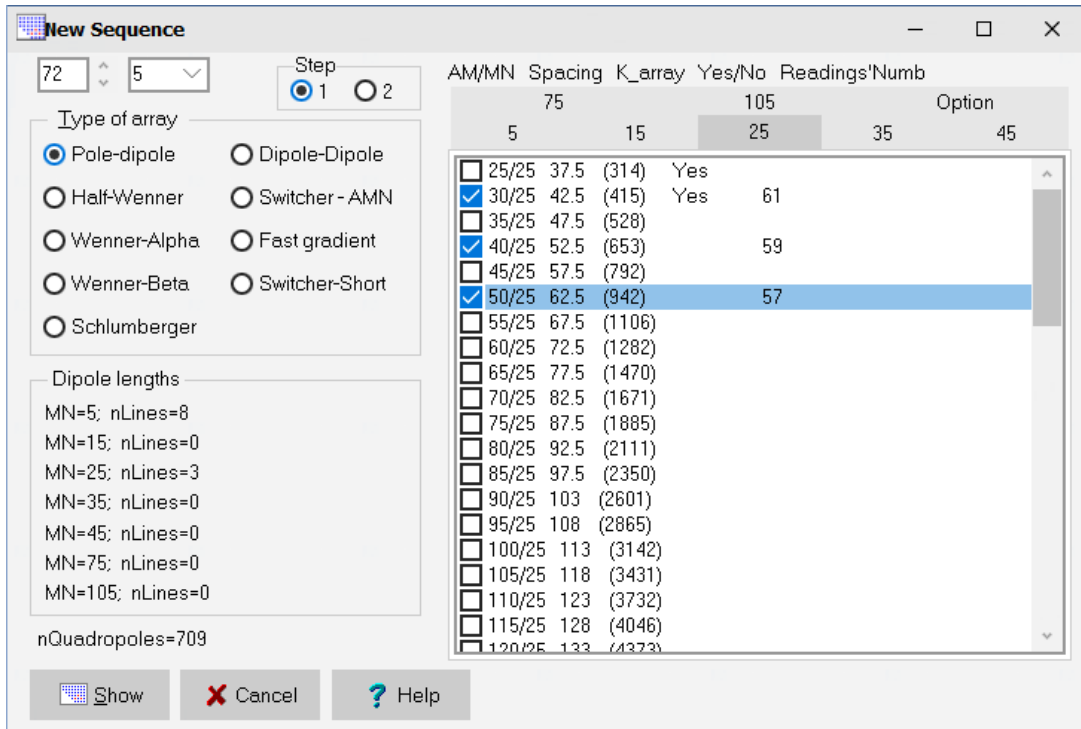 New Sequence
72 5
Step
1 2
Type of array
Pole-dipole Dipole-Dipole
Half-Wenner Switcher - AMN
Wenner-Alpha Fast gradient
Wenner-Beta Switcher-Short
Schlumberger
Dipole lengths
MN=5; nLines=8
MN=15; nLines=0
MN=25; nLines=3
MN=35; nLines=0
MN=45; nLines=0
MN=75; nLines=0
MN=105; nLines=0
nQuadropoles=709
Show Cancel Help
AM/MN Spacing K_array Yes/No Readings'Numb
75 105 Option
5 15 25 35 45
25/25 37.5 (314) Yes
30/25 42.5 (415) Yes 61
35/25 47.5 (528)
40/25 52.5 (653) 59
45/25 57.5 (792)
50/25 62.5 (942) 57
55/25 67.5 (1106)
60/25 72.5 (1282)
65/25 77.5 (1470)
70/25 82.5 (1671)
75/25 87.5 (1885)
80/25 92.5 (2111)
85/25 97.5 (2350)
90/25 103 (2601)
95/25 108 (2865)
100/25 113 (3142)
105/25 118 (3431)
110/25 123 (3732)
115/25 128 (4046)
120/25 133 (4373)